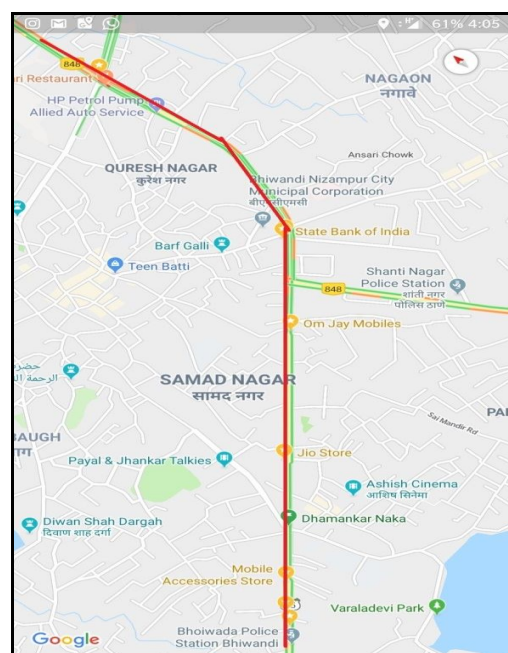 61% 4:05
848
ri Restaurant
NAGAON
नगावे
HP Petrol Pump
Allied Auto Service
Ansari Chowk
QURESH NAGAR
कुरेश नगर
Bhiwandi Nizampur City
Municipal Corporation
State Bank of India
Barf Galli
Teen Batti
Shanti Nagar
Police Station
शांती नगर
पोलिस ठाणे
848
Om Jay Mobiles
SAMAD NAGAR
सामद नगर
Sai Mandir Rd
PA
AUGH
ाग
Jio Store
Payal & Jhankar Talkies
Ashish Cinema
आशिष सिनेमा
Dhamankar Naka
Diwan Shah Dargah
दिवाण शाह दर्गा
Mobile
Accessories Store
Varaladevi Park
Google
Bhoiwada Police
Station Bhiwandi